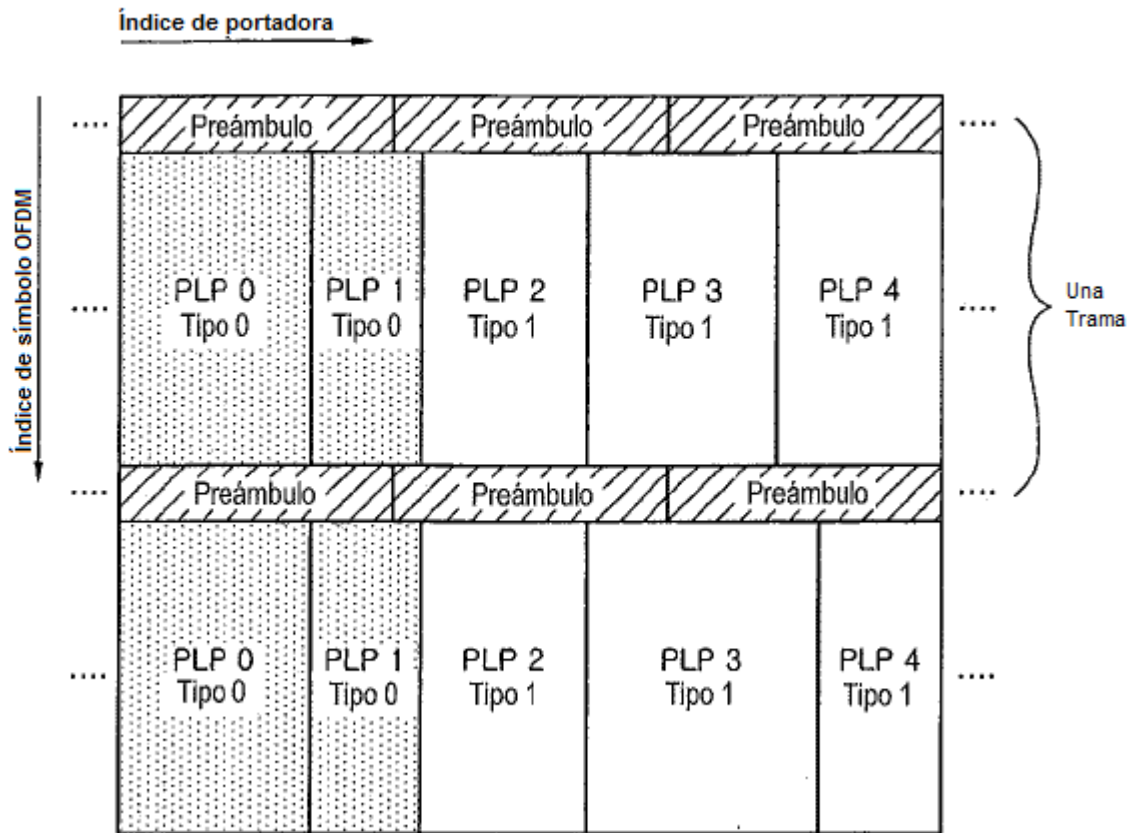 Índice de portadora
Índice de símbolo OFDM
.... Preámbulo Preámbulo Preámbulo ....
.... PLP 0 PLP 1 PLP 2 PLP 3 PLP 4 ....
Tipo 0 Tipo 0 Tipo 1 Tipo 1 Tipo 1
Una
Trama
.... Preámbulo Preámbulo Preámbulo ....
.... PLP 0 PLP 1 PLP 2 PLP 3 PLP 4 ....
Tipo 0 Tipo 0 Tipo 1 Tipo 1 Tipo 1